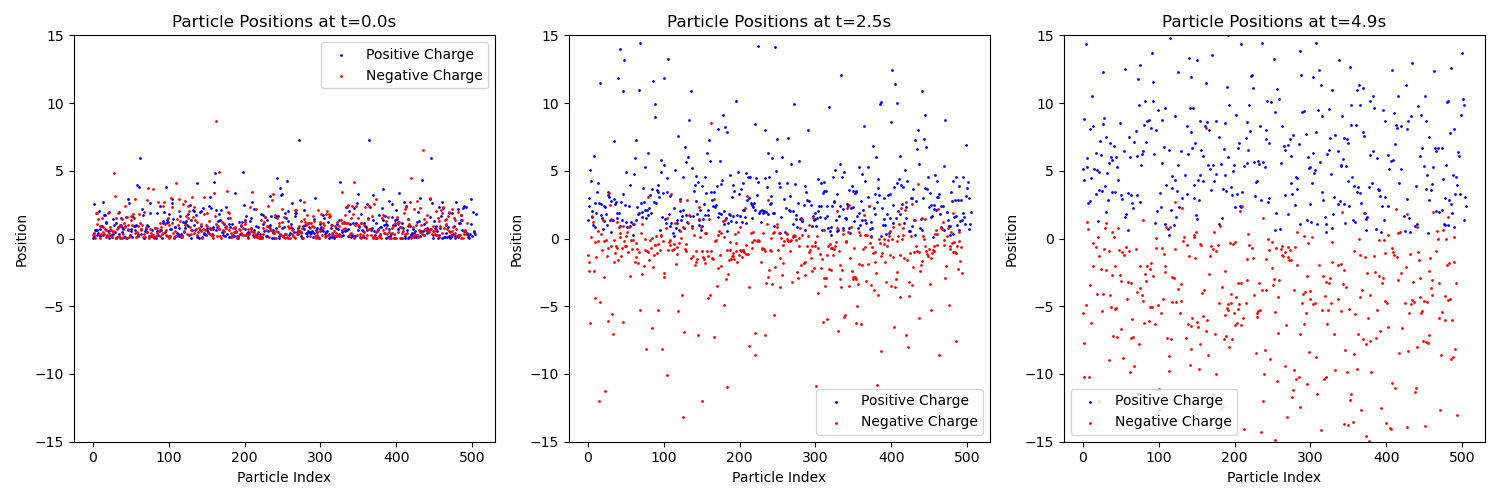 Particle Positions at t=0.0s
15
10
5
0
−5
−10
−15
Position
0
100
200
300
400
500
Particle Index
Positive Charge
Negative Charge
Particle Positions at t=2.5s
15
10
5
0
−5
−10
−15
Position
0
100
200
300
400
500
Particle Index
Positive Charge
Negative Charge
Particle Positions at t=4.9s
15
10
5
0
−5
−10
−15
Position
0
100
200
300
400
500
Particle Index
Positive Charge
Negative Charge